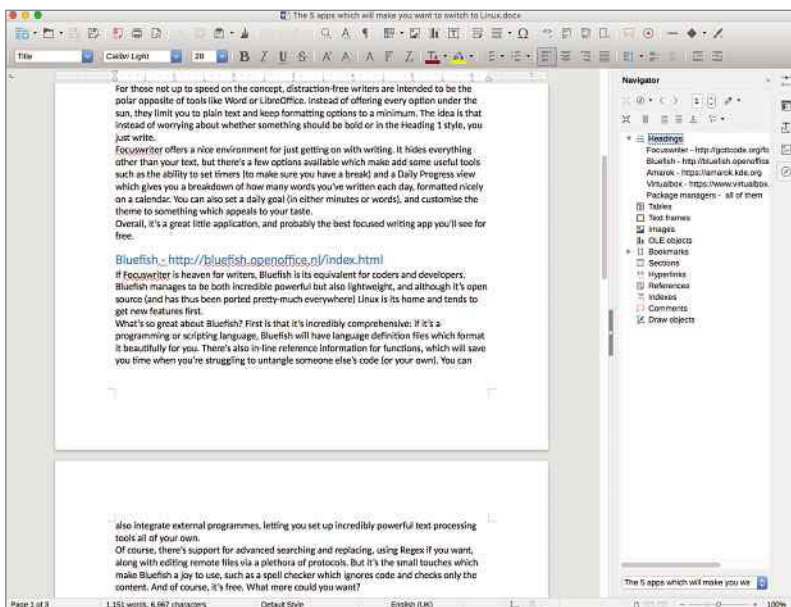 The 5 apps which will make you want to switch to Linux.docx
Title
Calibri Light
28
Navigator
For those not up to speed on the concept, distraction-free writers are intended to be the
polar opposite of tools like Word or LibreOffice. Instead of offering every option under the
sun, they limit you to plain text and keep formatting options to a minimum. The idea is that
instead of worrying about whether something should be bold or in the Heading 1 style, you
just write.
Focuswriter offers a nice environment for just getting on with writing. It hides everything
other than your text, but there's a few options available which make add some useful tools
such as the ability to set timers (to make sure you have a break) and a Daily Progress view
which gives you a breakdown of how many words you've written each day, formatted nicely
on a calendar. You can also set a daily goal (in either minutes or words), and customise the
theme to something which appeals to your taste.
Overall, it's a great little application, and probably the best focused writing app you'll see for
free.
Bluefish - http://bluefish.openoffice.nl/index.html
If Focuswriter is heaven for writers, Bluefish is its equivalent for coders and developers.
Bluefish manages to be both incredible powerful but also lightweight, and although it's open
source (and has thus been ported pretty-much everywhere) Linux is its home and tends to
get new features first.
What's so great about Bluefish? First is that it's incredibly comprehensive: If it's a
programming or scripting language, Bluefish will have language definition files which format
it beautifully for you. There's also in-line reference information for functions, which will save
you time when you're struggling to untangle someone else's code (or your own). You can
also integrate external programmes, letting you set up incredibly powerful text processing
tools all of your own.
Of course, there's support for advanced searching and replacing, using Regex if you want,
along with editing remote files via a plethora of protocols. But it's the small touches which
make Bluefish a joy to use, such as a spell checker which ignores code and checks only the
content. And of course, it's free. What more could you want?
Headings
Focuswriter - http://gottcode.org/fo
Bluefish - http://bluefish.openoffice
Amarok - https://amarok.kde.org
Virtualbox - https://www.virtualbox.
Package managers - all of them
Tables
Text frames
Images
OLE objects
Bookmarks
Sections
Hyperlinks
References
Indexes
Comments
Draw objects
The 5 apps which will make you we
Page 1 of 3
1,151 words, 6,967 characters
Default Style
English (UK)
100%